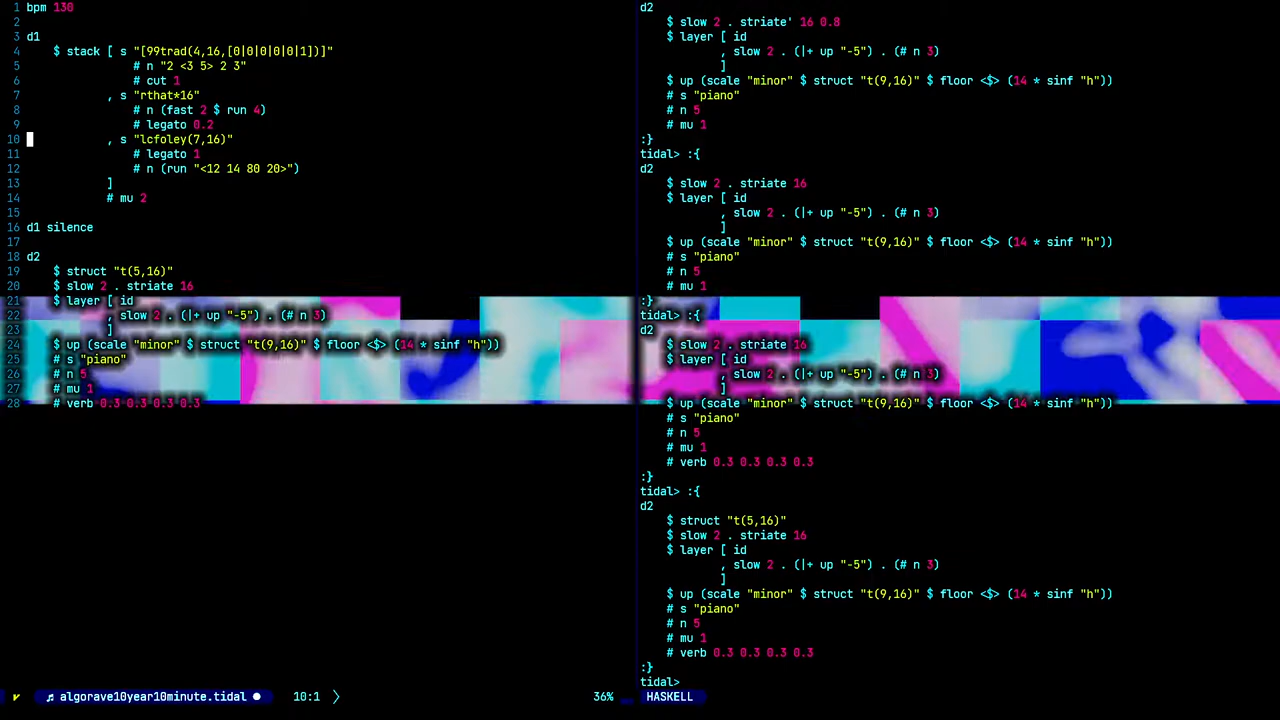 1 bpm 130
2
3 d1
4 $ stack [ s "[99trad(4,16,[0|0|0|0|0|1])]"
5 # n "2 <3 5> 2 3"
6 # cut 1
7 , s "rthat*16"
8 # n (fast 2 $ run 4)
9 # legato 0.2
10 , s "lcfoley(7,16)"
11 # legato 1
12 # n (run "<12 14 80 20>")
13 ]
14 # mu 2
15
16 d1 silence
17
18 d2
19 $ struct "t(5,16)"
20 $ slow 2 . striate 16
21 $ layer [ id
22 , slow 2 . (|+ up "-5") . (# n 3)
23 ]
24 $ up (scale "minor" $ struct "t(9,16)" $ floor <$> (14 * sinf "h"))
25 # s "piano"
26 # n 5
27 # mu 1
28 # verb 0.3 0.3 0.3 0.3
♬ algorave10year10minute.tidal ● 10:1 36%
d2
$ slow 2 . striate' 16 0.8
$ layer [ id
, slow 2 . (|+ up "-5") . (# n 3)
]
$ up (scale "minor" $ struct "t(9,16)" $ floor <$> (14 * sinf "h"))
# s "piano"
# n 5
# mu 1
:}
tidal> :{
d2
$ slow 2 . striate 16
$ layer [ id
, slow 2 . (|+ up "-5") . (# n 3)
]
$ up (scale "minor" $ struct "t(9,16)" $ floor <$> (14 * sinf "h"))
# s "piano"
# n 5
# mu 1
:}
tidal> :{
d2
$ slow 2 . striate 16
$ layer [ id
, slow 2 . (|+ up "-5") . (# n 3)
]
$ up (scale "minor" $ struct "t(9,16)" $ floor <$> (14 * sinf "h"))
# s "piano"
# n 5
# mu 1
# verb 0.3 0.3 0.3 0.3
:}
tidal> :{
d2
$ struct "t(5,16)"
$ slow 2 . striate 16
$ layer [ id
, slow 2 . (|+ up "-5") . (# n 3)
]
$ up (scale "minor" $ struct "t(9,16)" $ floor <$> (14 * sinf "h"))
# s "piano"
# n 5
# mu 1
# verb 0.3 0.3 0.3 0.3
:}
tidal>
HASKELL